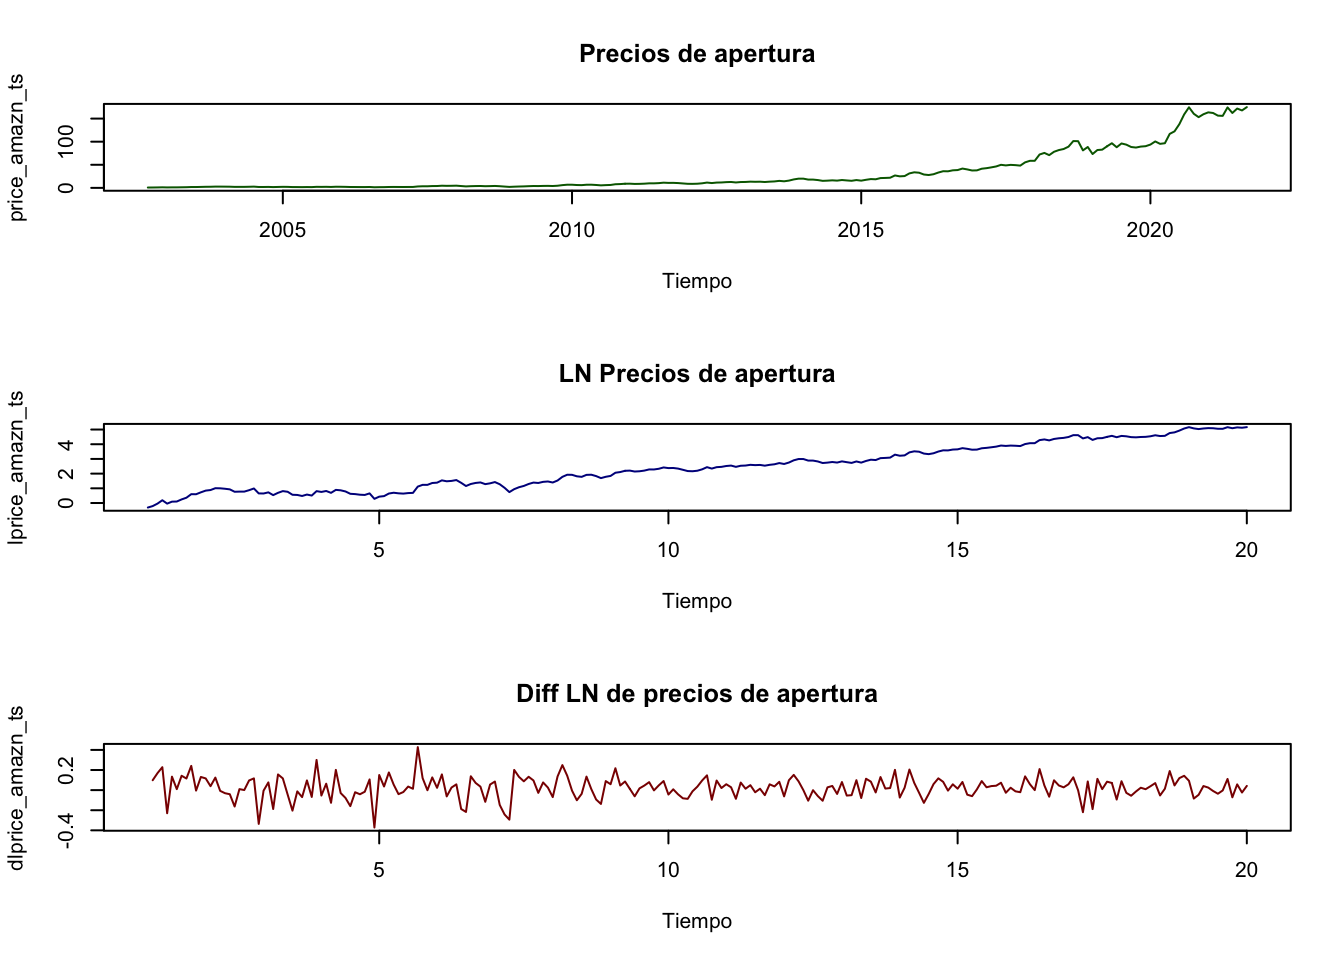 Precios de apertura
price_amazn_ts
100
0
2005 2010 2015 2020
Tiempo
LN Precios de apertura
lprice_amazn_ts
4
2
0
5 10 15 20
Tiempo
Diff LN de precios de apertura
dlprice_amazn_ts
0.2
-0.4
5 10 15 20
Tiempo